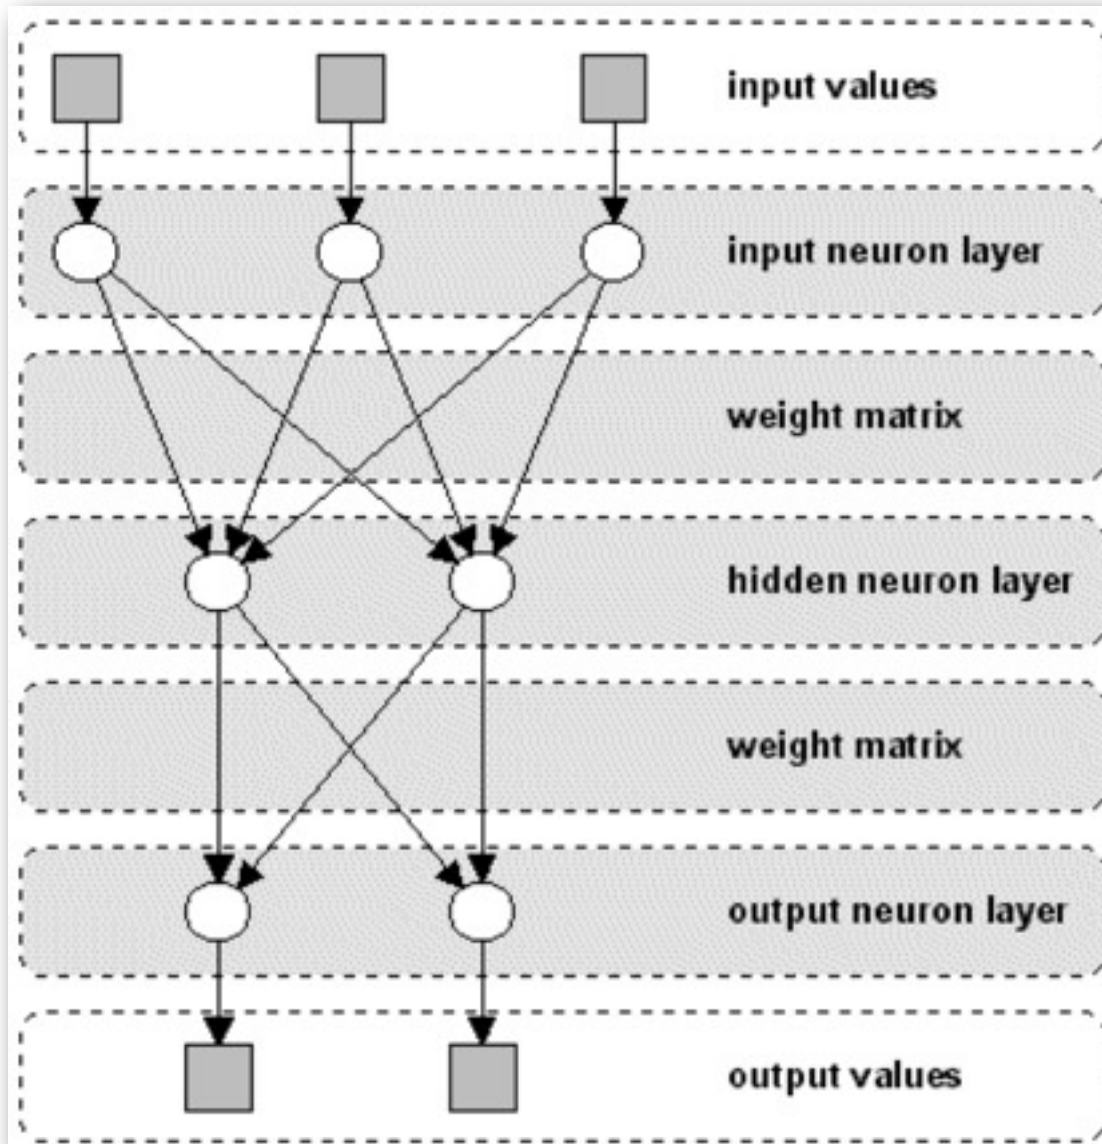 input values
input neuron layer
weight matrix
hidden neuron layer
weight matrix
output neuron layer
output values